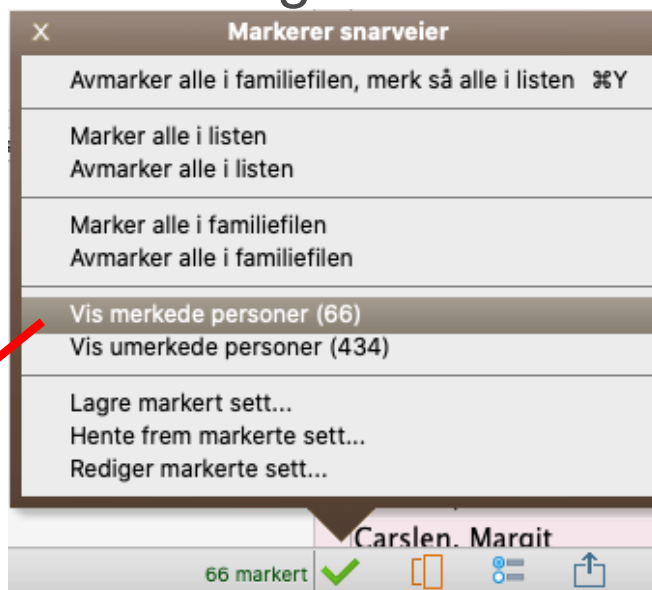 X
Markerer snarveier
Avmarker alle i familiefilen, merk så alle i listen ⌘Y
Marker alle i listen
Avmarker alle i listen
Marker alle i familiefilen
Avmarker alle i familiefilen
Vis merkede personer (66)
Vis umerkede personer (434)
Lagre markert sett...
Hente frem markerte sett...
Rediger markerte sett...
Carslen, Margit
66 markert